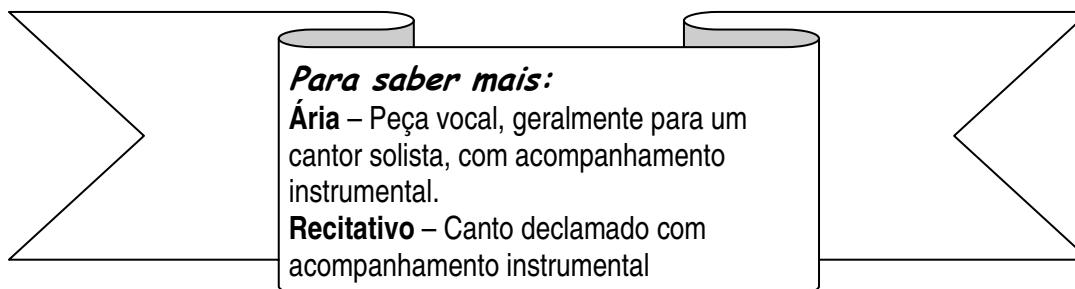 Para saber mais:
Ária – Peça vocal, geralmente para um
cantor solista, com acompanhamento
instrumental.
Recitativo – Canto declamado com
acompanhamento instrumental